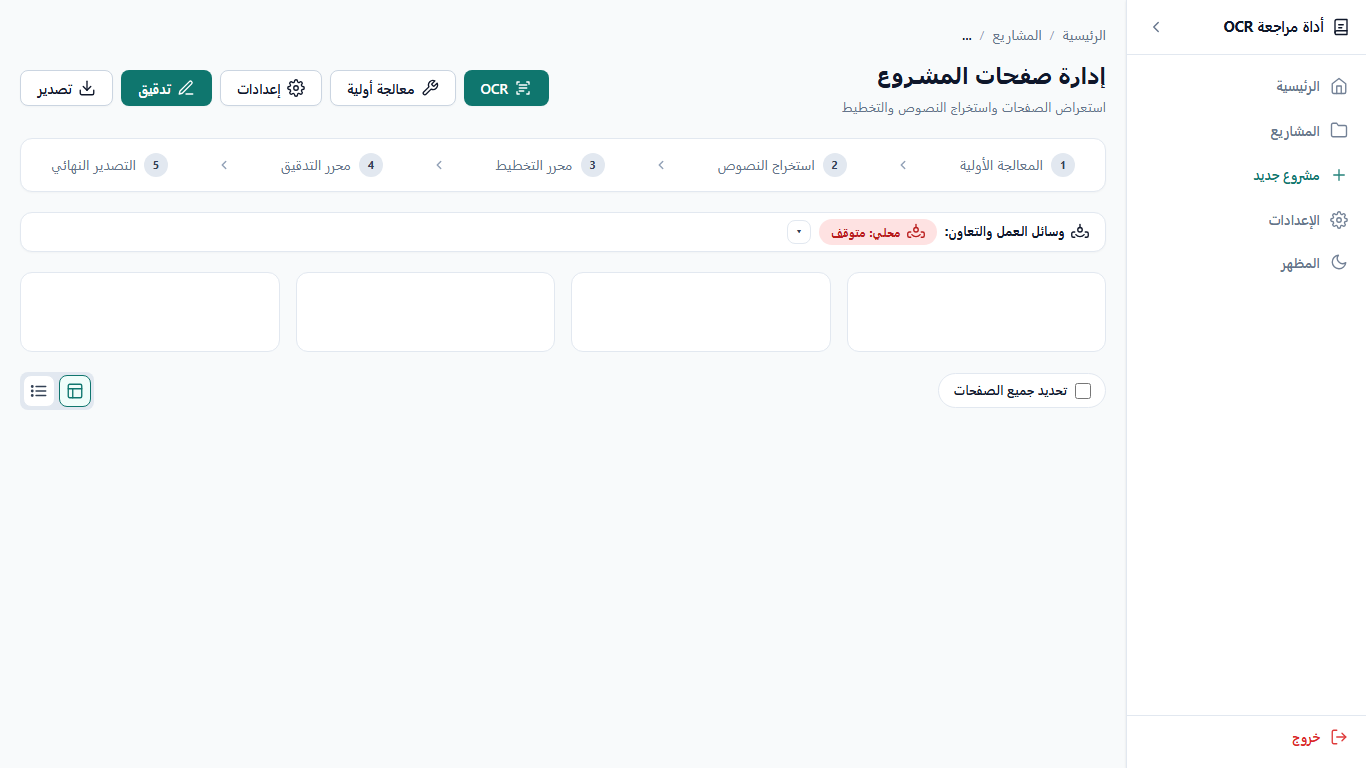 أداة مراجعة OCR
الرئيسية
المشاريع
مشروع جديد
الإعدادات
المظهر
خروج
الرئيسية / المشاريع / ...
إدارة صفحات المشروع
استعراض الصفحات واستخراج النصوص والتخطيط
OCR
معالجة أولية
إعدادات
تدقيق
تصدير
1 المعالجة الأولية
2 استخراج النصوص
3 محرر التخطيط
4 محرر التدقيق
5 التصدير النهائي
وسائل العمل والتعاون: محلي: متوقف
تحديد جميع الصفحات